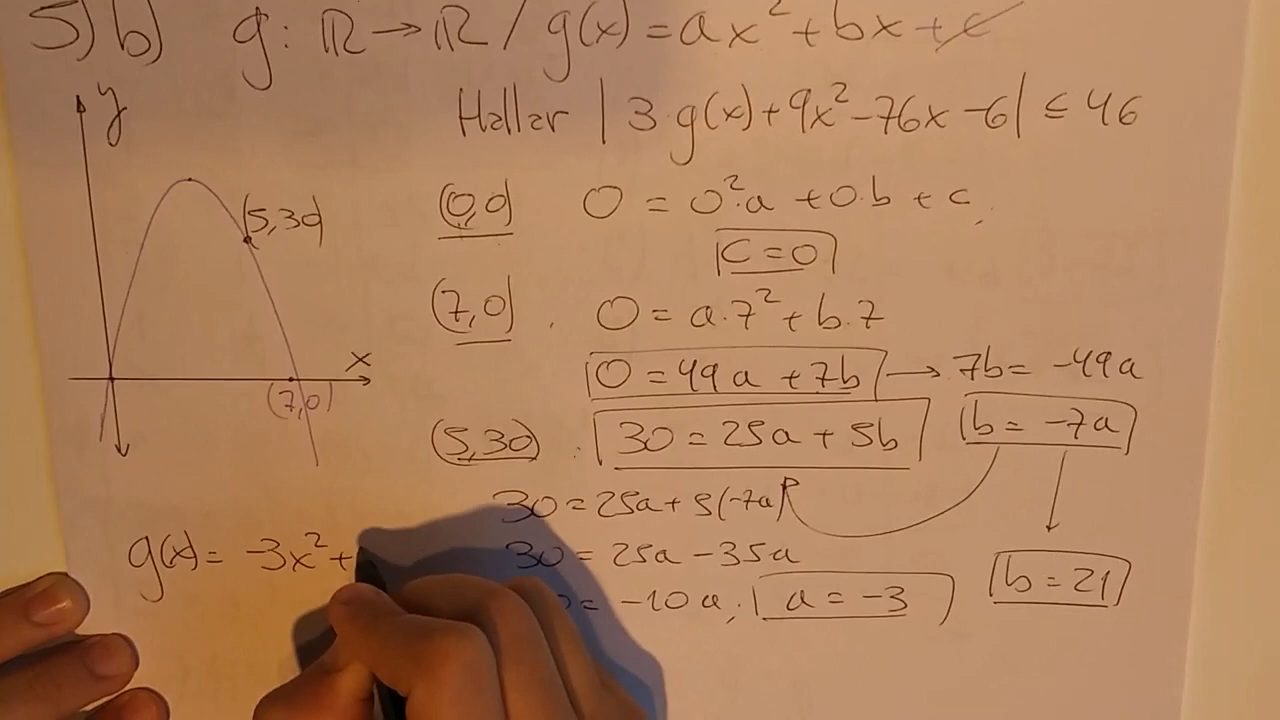 5) b) g: ℝ → ℝ / g(x) = ax² + bx + c
Hallar | 3 g(x) + 9x² - 76x - 6 | ≤ 46
y
(5,30)
x
(7,0)
(0,0) 0 = 0².a + 0.b + c
c = 0
(7,0) . 0 = a.7² + b.7
0 = 49a + 7b → 7b = -49a
(5,30) . 30 = 25a + 5b b = -7a
30 = 25a + 5(-7a)
30 = 25a - 35a
= -10a ; a = -3 b = 21
g(x) = -3x² +